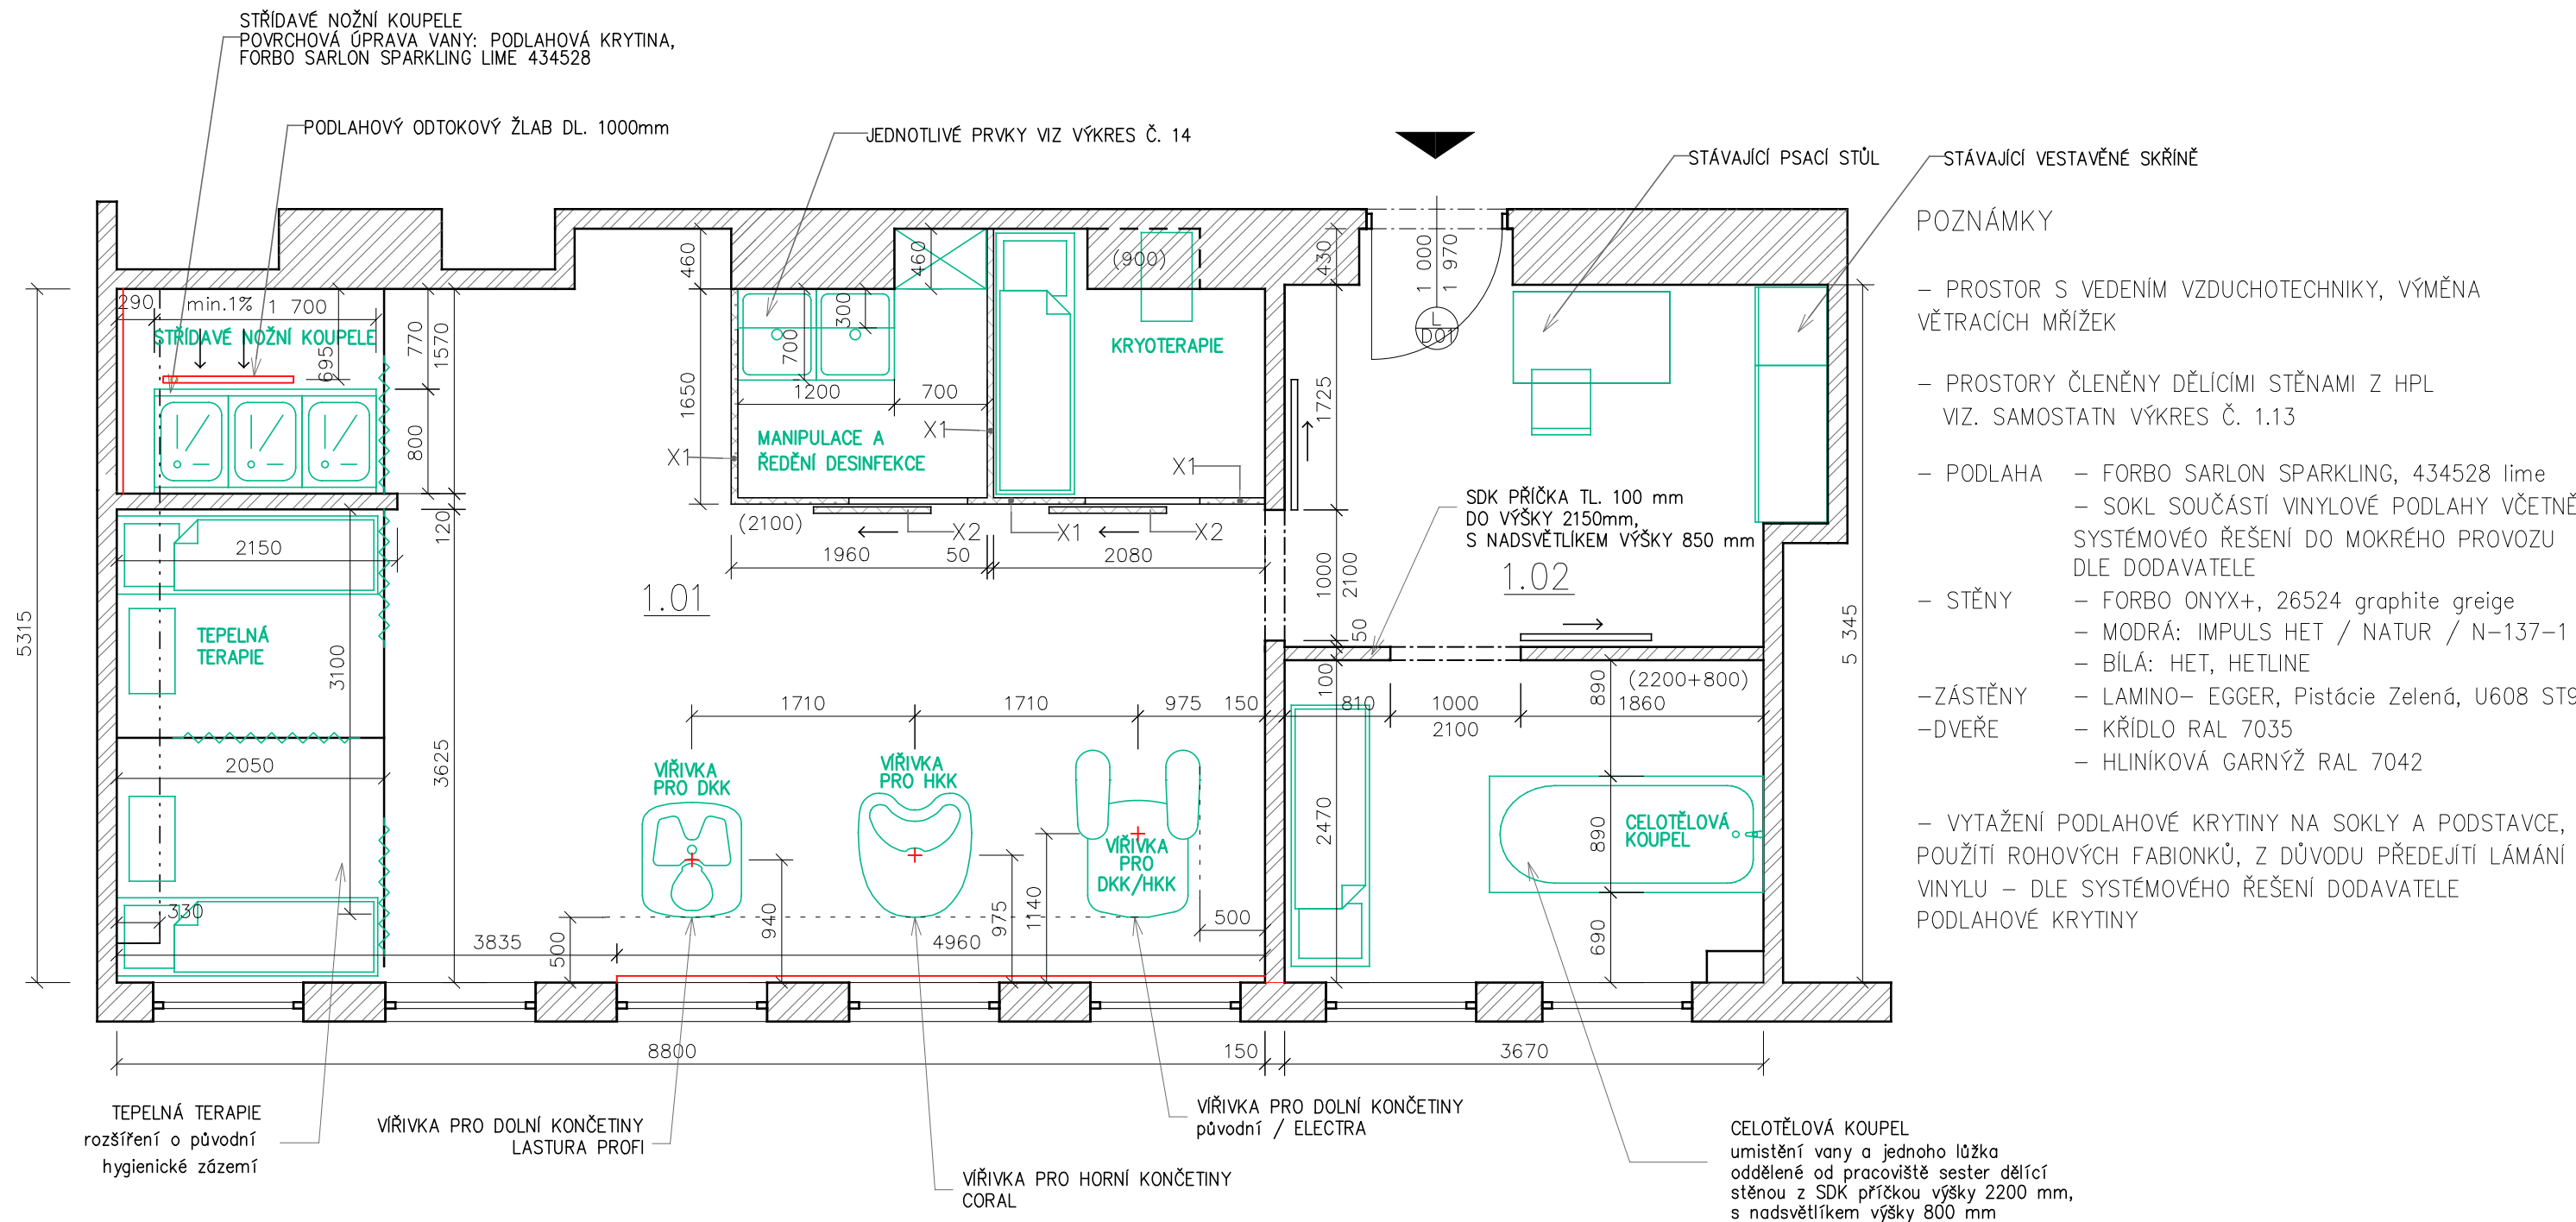 STŘÍDAVÉ NOŽNÍ KOUPELE
POVRCHOVÁ ÚPRAVA VANY: PODLAHOVÁ KRYTINA,
FORBO SARLON SPARKLING LIME 434528
PODLAHOVÝ ODTOKOVÝ ŽLAB DL. 1000mm
JEDNOTLIVÉ PRVKY VIZ VÝKRES Č. 14
STÁVAJÍCÍ PSACÍ STŮL
STÁVAJÍCÍ VESTAVĚNÉ SKŘÍNĚ
290
min.1%
1 700
STŘÍDAVÉ NOŽNÍ KOUPELE
695
770
1570
800
120
5315
2150
TEPELNÁ
TERAPIE
3100
3625
2050
330
3835
500
460
1650
460
300
700
1200
700
MANIPULACE A
ŘEDĚNÍ DESINFEKCE
X1
X1
X1
(900)
KRYOTERAPIE
(2100)
X2
X1
X2
1960
50
2080
1.01
430
1 000
1 970
L
D01
1725
1000
2100
50
100
SDK PŘÍČKA TL. 100 mm
DO VÝŠKY 2150mm,
S NADSVĚTLÍKEM VÝŠKY 850 mm
1.02
5 345
1710
1710
975
150
810
1000
2100
1860
(2200+800)
890
890
690
2470
VÍŘIVKA
PRO DKK
VÍŘIVKA
PRO HKK
VÍŘIVKA
PRO
DKK/HKK
CELOTĚLOVÁ
KOUPEL
940
975
1140
500
4960
8800
150
3670
TEPELNÁ TERAPIE
rozšíření o původní
hygienické zázemí
VÍŘIVKA PRO DOLNÍ KONČETINY
LASTURA PROFI
VÍŘIVKA PRO HORNÍ KONČETINY
CORAL
VÍŘIVKA PRO DOLNÍ KONČETINY
původní / ELECTRA
CELOTĚLOVÁ KOUPEL
umistění vany a jednoho lůžka
oddělené od pracoviště sester dělící
stěnou z SDK příčkou výšky 2200 mm,
s nadsvětlíkem výšky 800 mm
POZNÁMKY
– PROSTOR S VEDENÍM VZDUCHOTECHNIKY, VÝMĚNA
VĚTRACÍCH MŘÍŽEK
– PROSTORY ČLENĚNY DĚLÍCÍMI STĚNAMI Z HPL
VIZ. SAMOSTATN VÝKRES Č. 1.13
– PODLAHA – FORBO SARLON SPARKLING, 434528 lime
– SOKL SOUČÁSTÍ VINYLOVÉ PODLAHY VČETNĚ
SYSTÉMOVÉO ŘEŠENÍ DO MOKRÉHO PROVOZU
DLE DODAVATELE
– STĚNY – FORBO ONYX+, 26524 graphite greige
– MODRÁ: IMPULS HET / NATUR / N–137–1
– BÍLÁ: HET, HETLINE
–ZÁSTĚNY – LAMINO– EGGER, Pistácie Zelená, U608 ST9
–DVEŘE – KŘÍDLO RAL 7035
– HLINÍKOVÁ GARNÝŽ RAL 7042
– VYTAŽENÍ PODLAHOVÉ KRYTINY NA SOKLY A PODSTAVCE,
POUŽÍTÍ ROHOVÝCH FABIONKŮ, Z DŮVODU PŘEDEJÍTÍ LÁMÁNÍ
VINYLU – DLE SYSTÉMOVÉHO ŘEŠENÍ DODAVATELE
PODLAHOVÉ KRYTINY